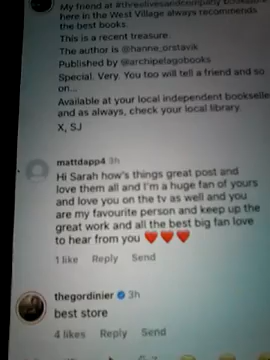 My friend at @threelivesandcompany
here in the West Village always recommends
the best books.
This is a recent treasure.
The author is @hanne_orstavik
Published by @archipelagobooks
Special. Very. You too will tell a friend and so
on...
Available at your local independent bookselle
and as always, check your local library.
X, SJ
mattdapp4 3h
Hi Sarah how's things great post and
love them all and I'm a huge fan of yours
and love you on the tv as well and you
are my favourite person and keep up the
great work and all the best big fan love
to hear from you ❤️❤️❤️
1 like Reply Send
thegordinier 3h
best store
4 likes Reply Send